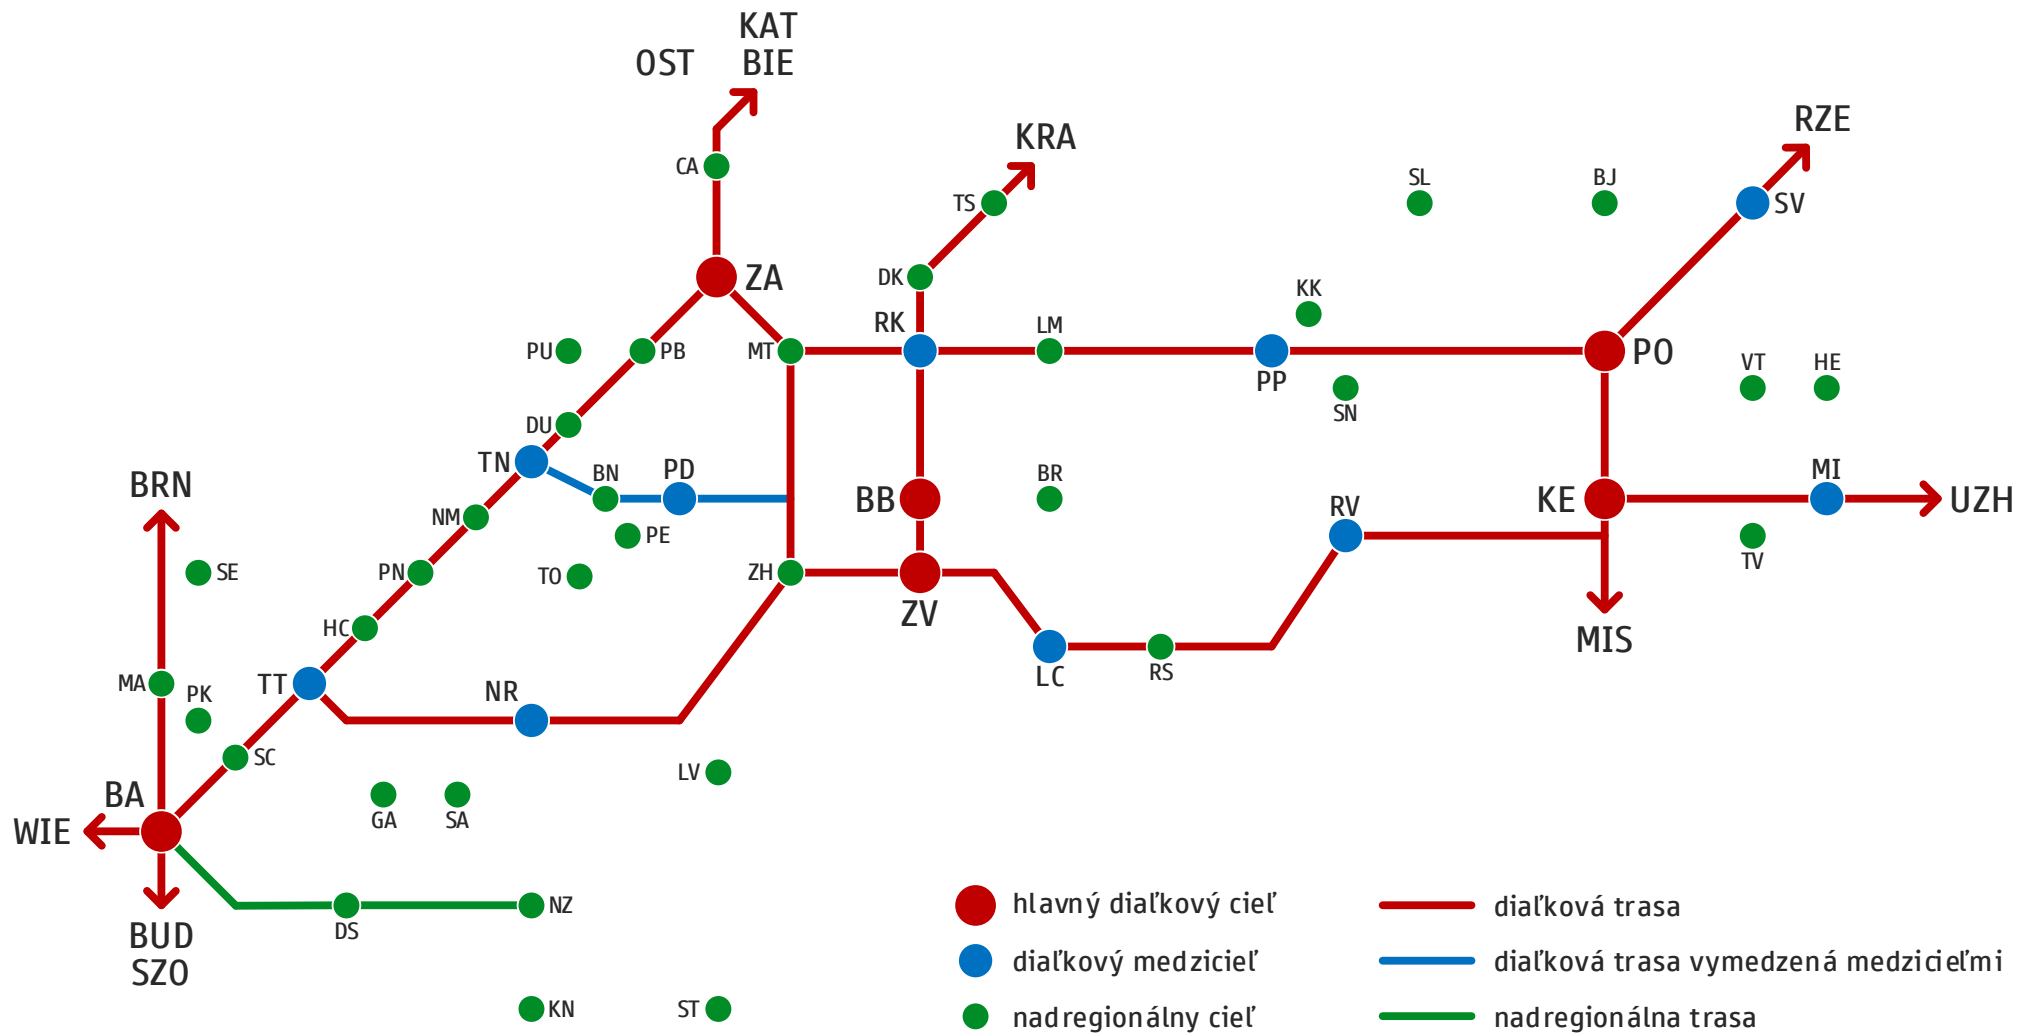 KAT
OST BIE
RZE
KRA
CA
SL
BJ
TS
SV
ZA
DK
KK
RK
LM
PU
PB
MT
PO
PP
VT
HE
SN
DU
TN
BN
PD
BR
MI
BRN
BB
RV
KE
UZH
NM
PE
TV
SE
PN
TO
ZH
ZV
HC
MIS
MA
PK
TT
NR
LC
RS
SC
LV
BA
GA
SA
WIE
DS
NZ
BUD
SZO
KN
ST
hlavný diaľkový cieľ
diaľkový medzicieľ
nadregionálny cieľ
diaľková trasa
diaľková trasa vymedzená medzicieľmi
nadregionálna trasa